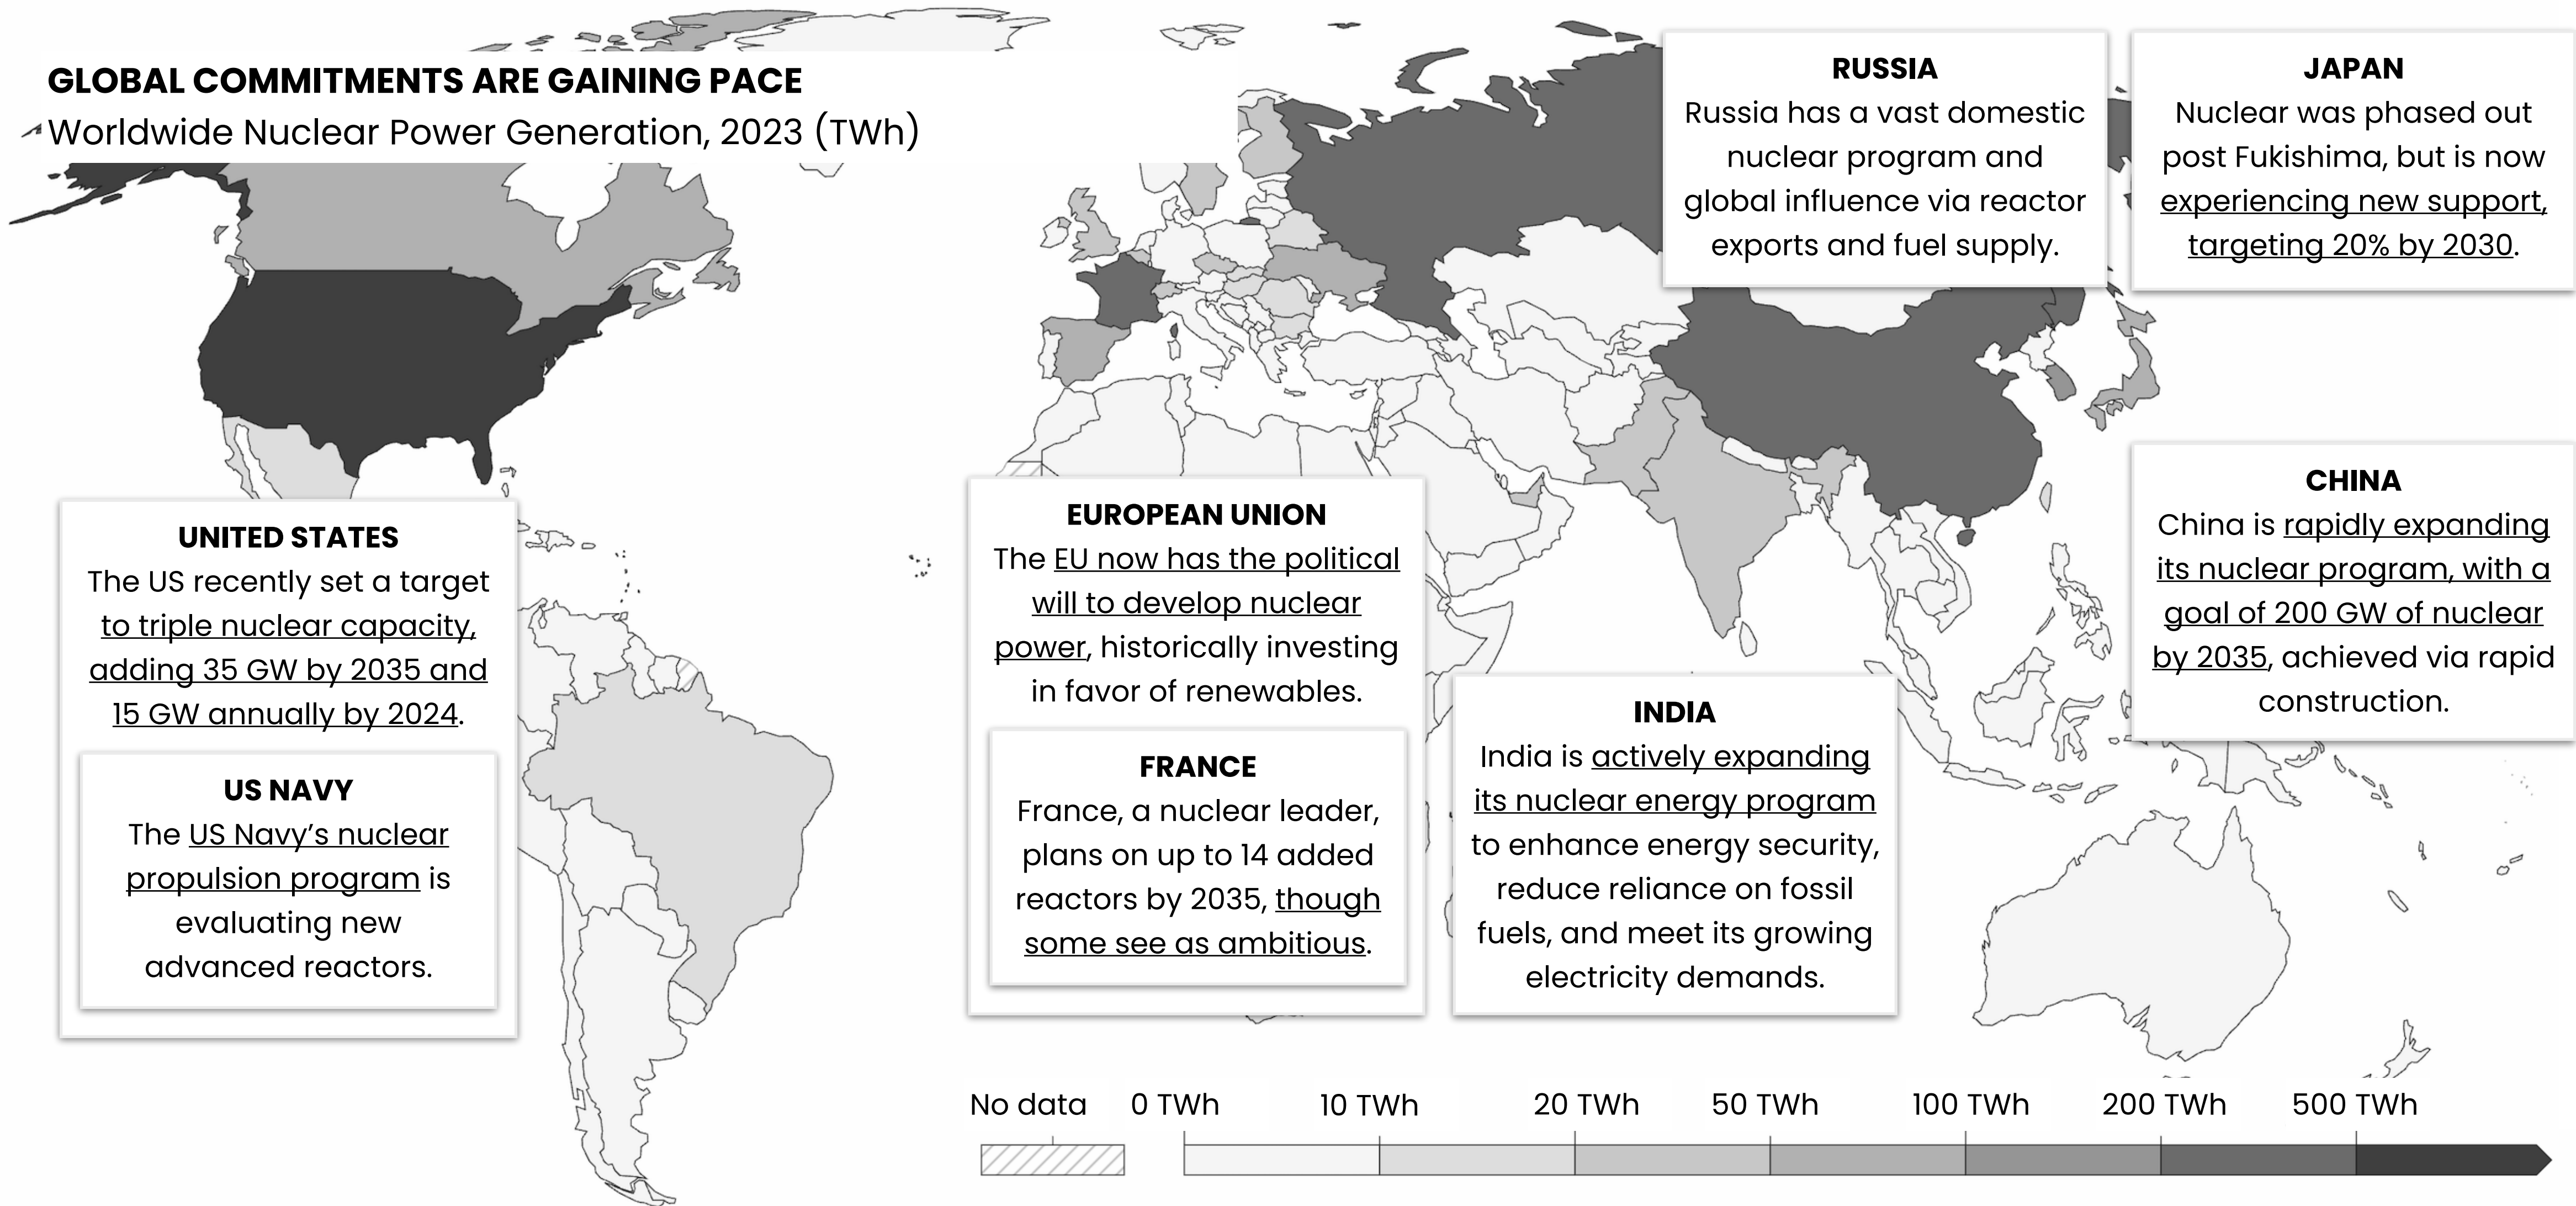 GLOBAL COMMITMENTS ARE GAINING PACE
Worldwide Nuclear Power Generation, 2023 (TWh)
RUSSIA
Russia has a vast domestic
nuclear program and
global influence via reactor
exports and fuel supply.
JAPAN
Nuclear was phased out
post Fukishima, but is now
experiencing new support,
targeting 20% by 2030.
UNITED STATES
The US recently set a target
to triple nuclear capacity,
adding 35 GW by 2035 and
15 GW annually by 2024.
US NAVY
The US Navy’s nuclear
propulsion program is
evaluating new
advanced reactors.
EUROPEAN UNION
The EU now has the political
will to develop nuclear
power, historically investing
in favor of renewables.
FRANCE
France, a nuclear leader,
plans on up to 14 added
reactors by 2035, though
some see as ambitious.
INDIA
India is actively expanding
its nuclear energy program
to enhance energy security,
reduce reliance on fossil
fuels, and meet its growing
electricity demands.
CHINA
China is rapidly expanding
its nuclear program, with a
goal of 200 GW of nuclear
by 2035, achieved via rapid
construction.
No data 0 TWh 10 TWh 20 TWh 50 TWh 100 TWh 200 TWh 500 TWh